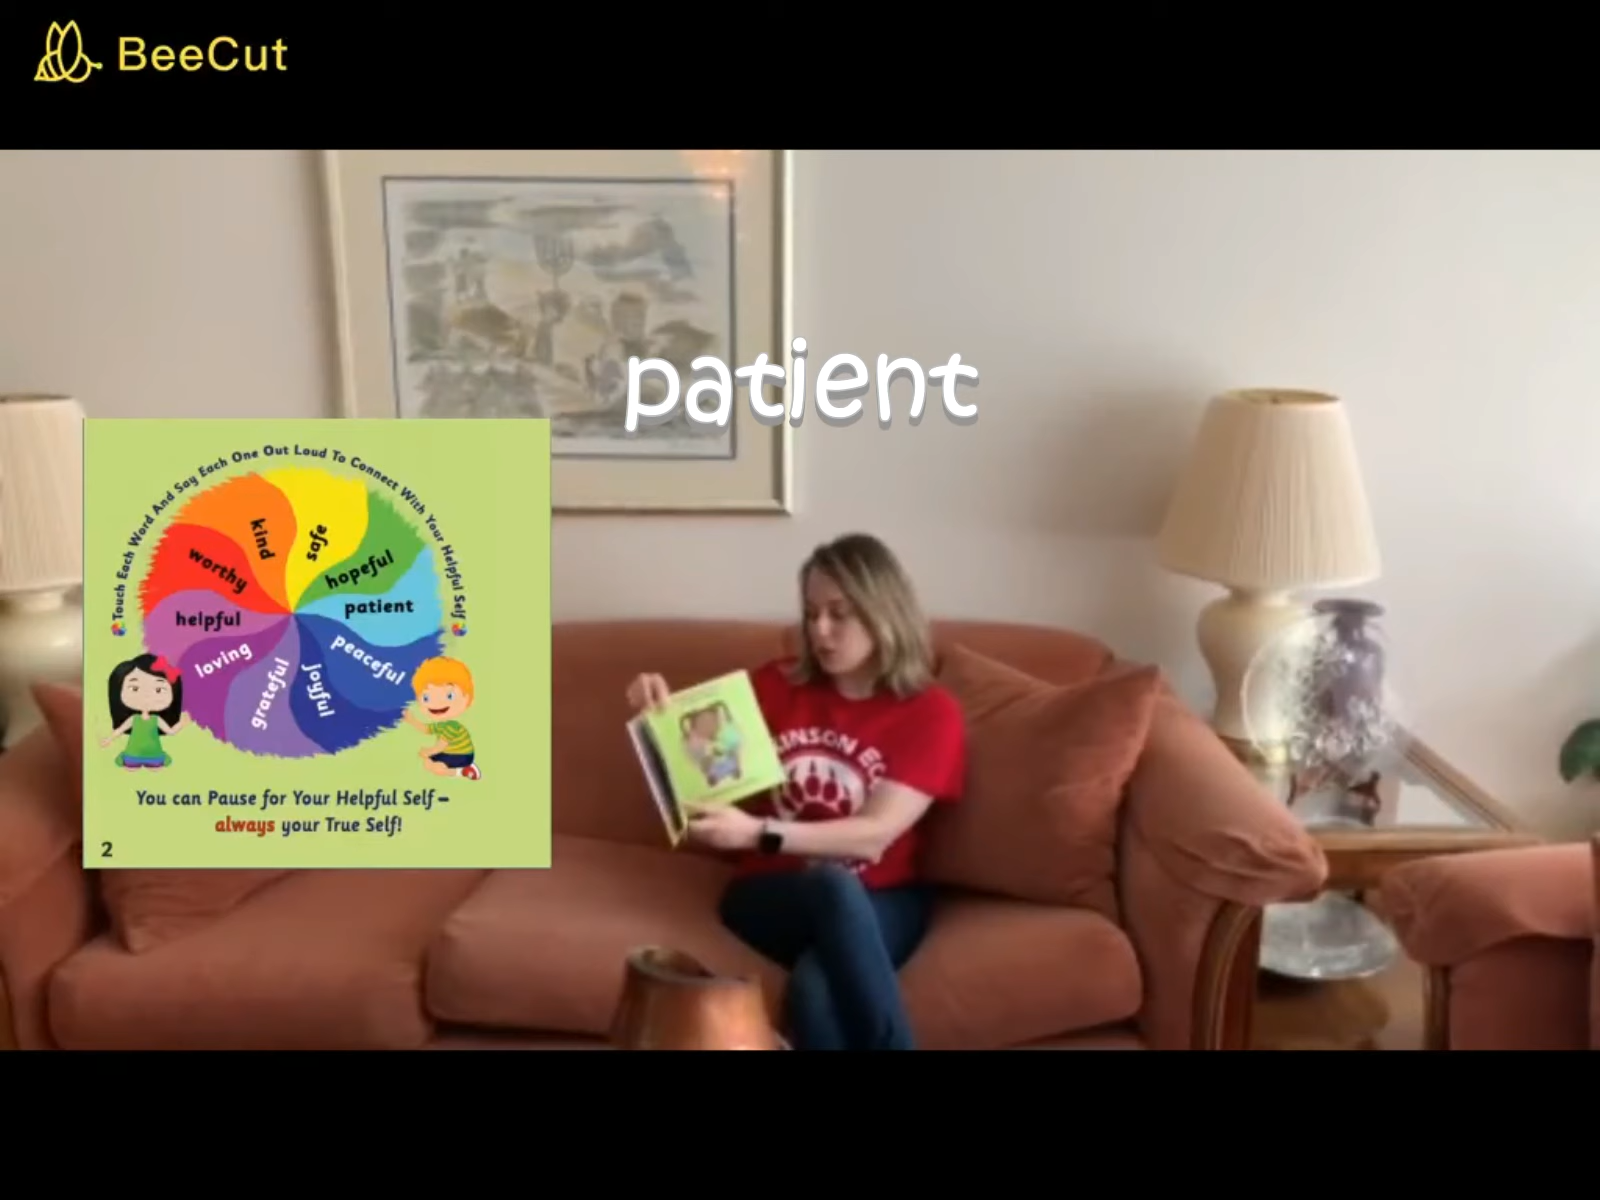 BeeCut
patient
Touch Each Word And Say Each One Out Loud To Connect With Your Helpful Self
kind
safe
worthy
hopeful
helpful
patient
loving
peaceful
grateful
joyful
You can Pause for Your Helpful Self –
always your True Self!
2
INSON